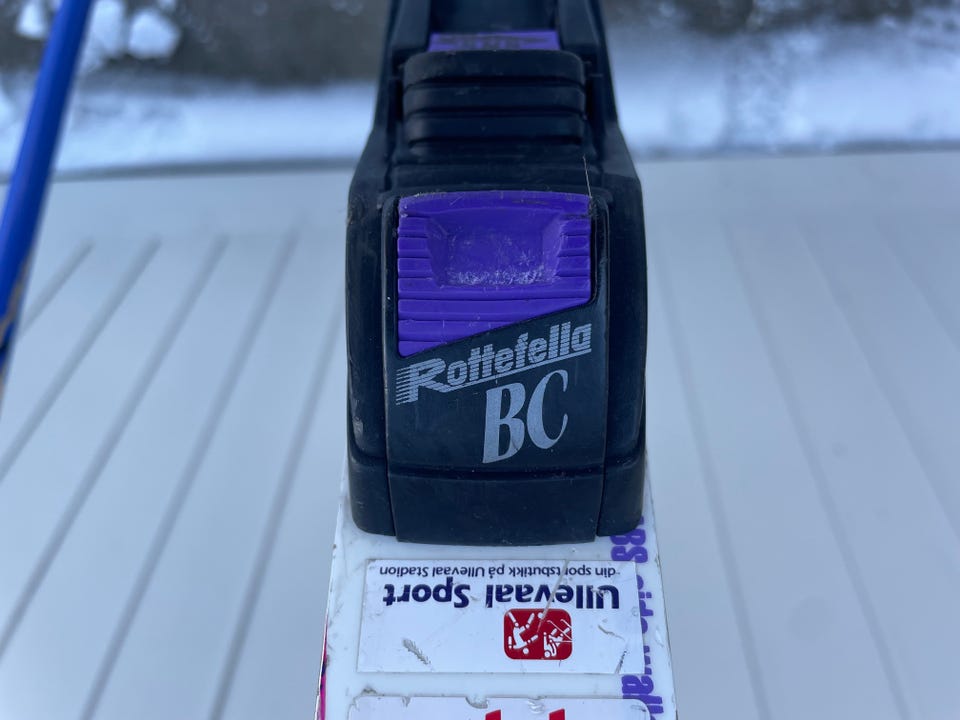 Rottefella
BC
Ullevaal Sport
din sportsbutikk på Ullevaal Stadion